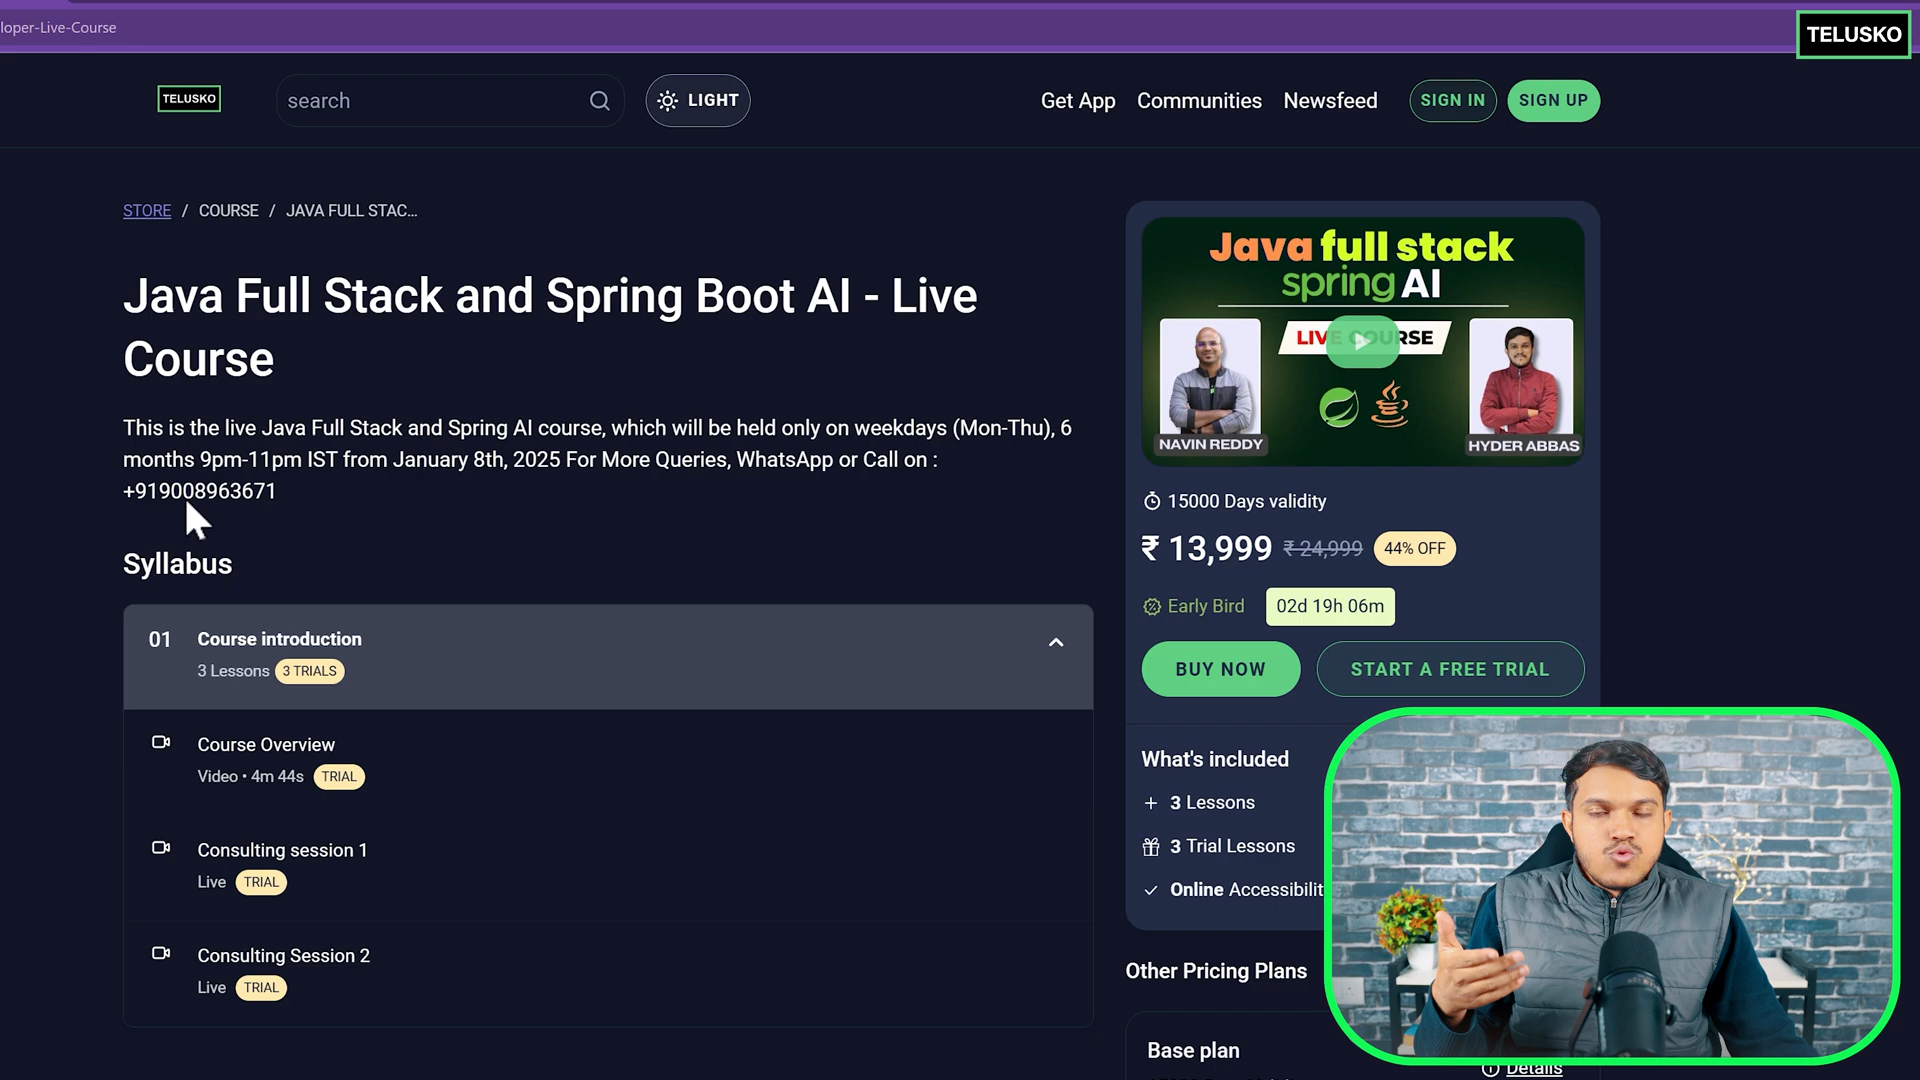 loper-Live-Course
TELUSKO
TELUSKO
search
LIGHT
Get App
Communities
Newsfeed
SIGN IN
SIGN UP
STORE / COURSE / JAVA FULL STAC...
Java Full Stack and Spring Boot AI - Live
Course
This is the live Java Full Stack and Spring AI course, which will be held only on weekdays (Mon-Thu), 6
months 9pm-11pm IST from January 8th, 2025 For More Queries, WhatsApp or Call on :
+919008963671
Syllabus
01 Course introduction
3 Lessons 3 TRIALS
Course Overview
Video • 4m 44s TRIAL
Consulting session 1
Live TRIAL
Consulting Session 2
Live TRIAL
Java full stack
spring AI
LIVE COURSE
NAVIN REDDY
HYDER ABBAS
15000 Days validity
₹ 13,999 ₹ 24,999 44% OFF
Early Bird 02d 19h 06m
BUY NOW
START A FREE TRIAL
What's included
+ 3 Lessons
3 Trial Lessons
Online Accessibilit
Other Pricing Plans
Base plan
Details